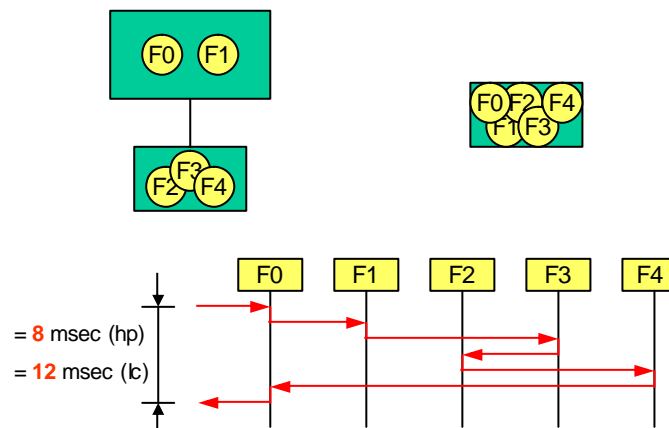 F0 F1
F3
F2 F4
F0 F2 F4
F1 F3
F0 F1 F2 F3 F4
= 8 msec (hp)
= 12 msec (lc)